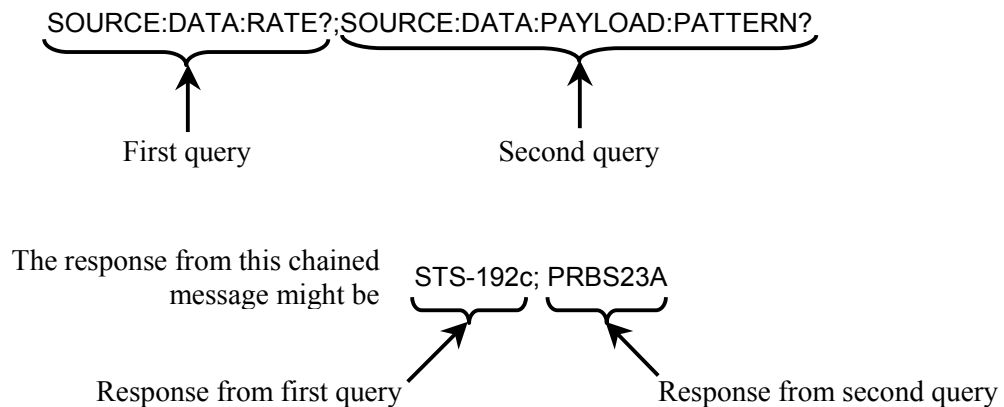 SOURCE:DATA:RATE?;SOURCE:DATA:PAYLOAD:PATTERN?
First query
Second query
The response from this chained
message might be
STS-192c; PRBS23A
Response from first query
Response from second query